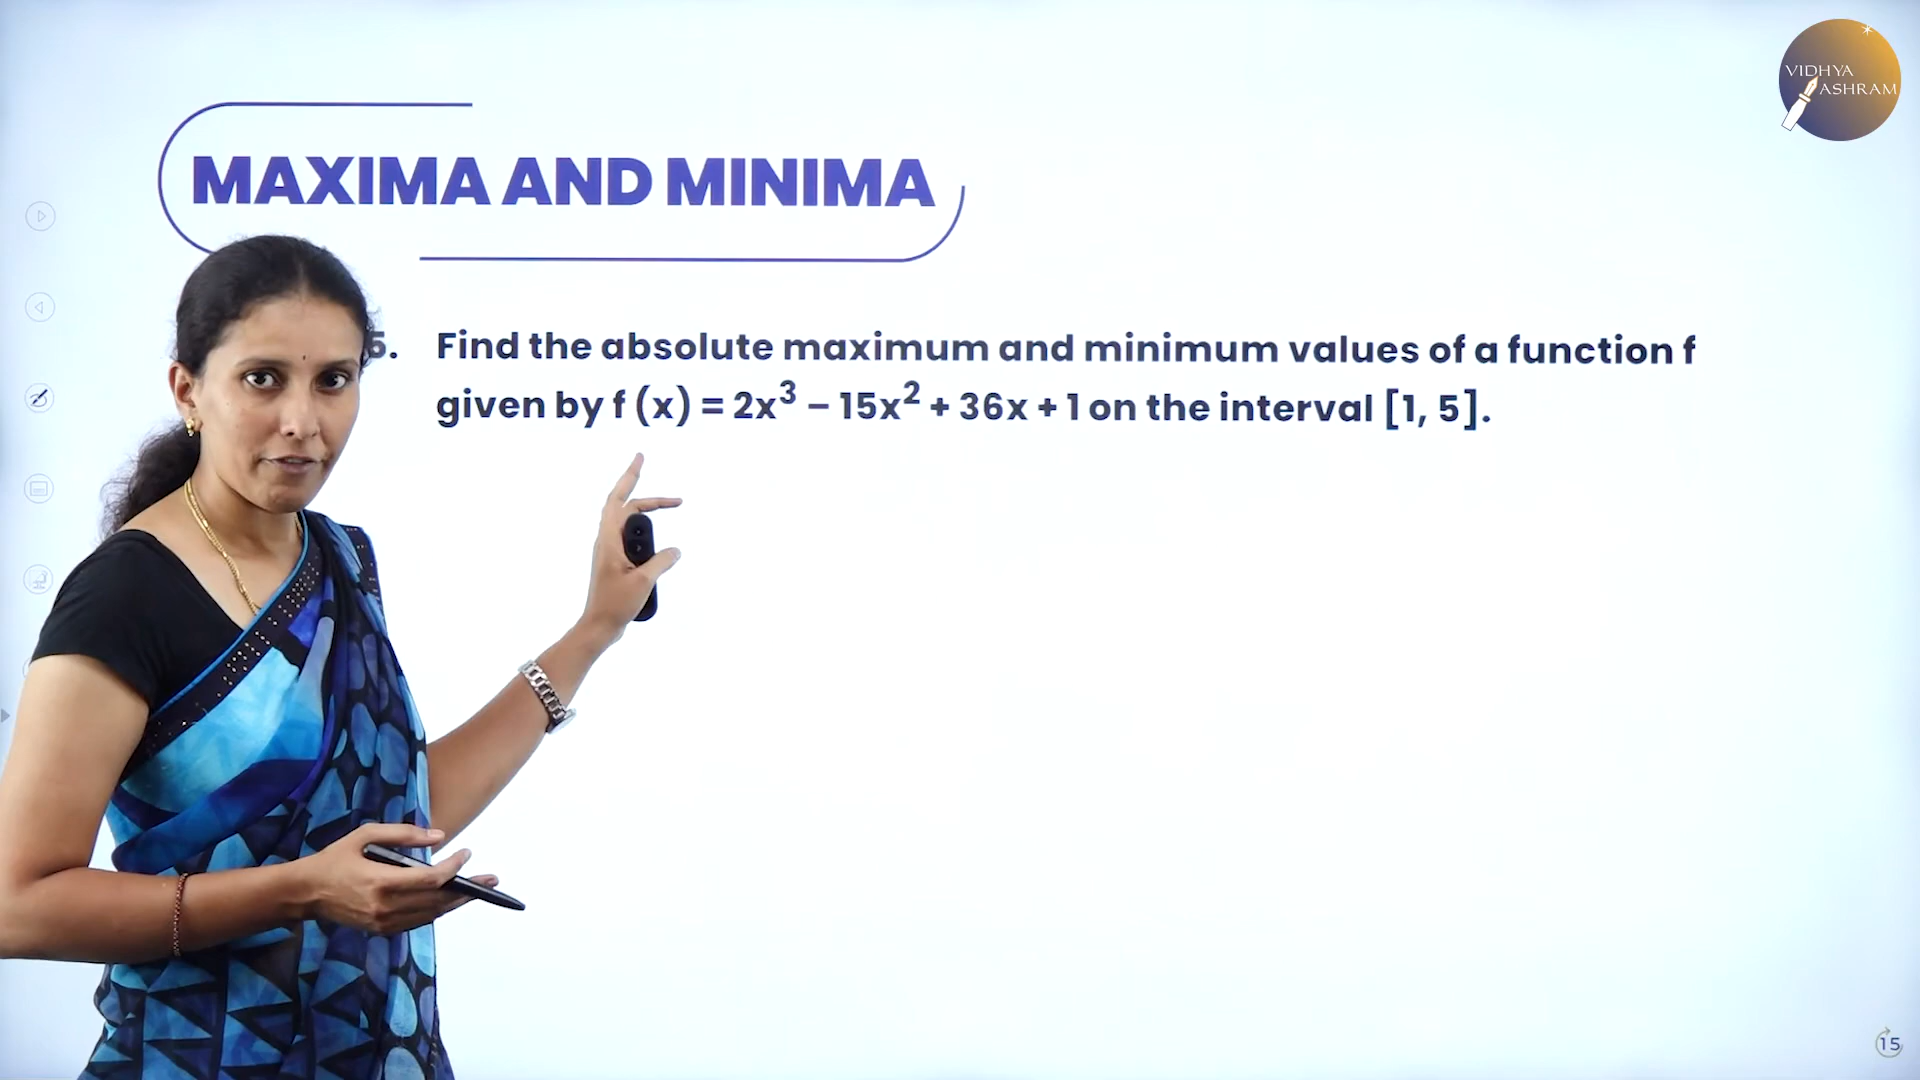 VIDHYA
ASHRAM
MAXIMA AND MINIMA
5. Find the absolute maximum and minimum values of a function f
given by f (x) = 2x³ – 15x² + 36x + 1 on the interval [1, 5].
15